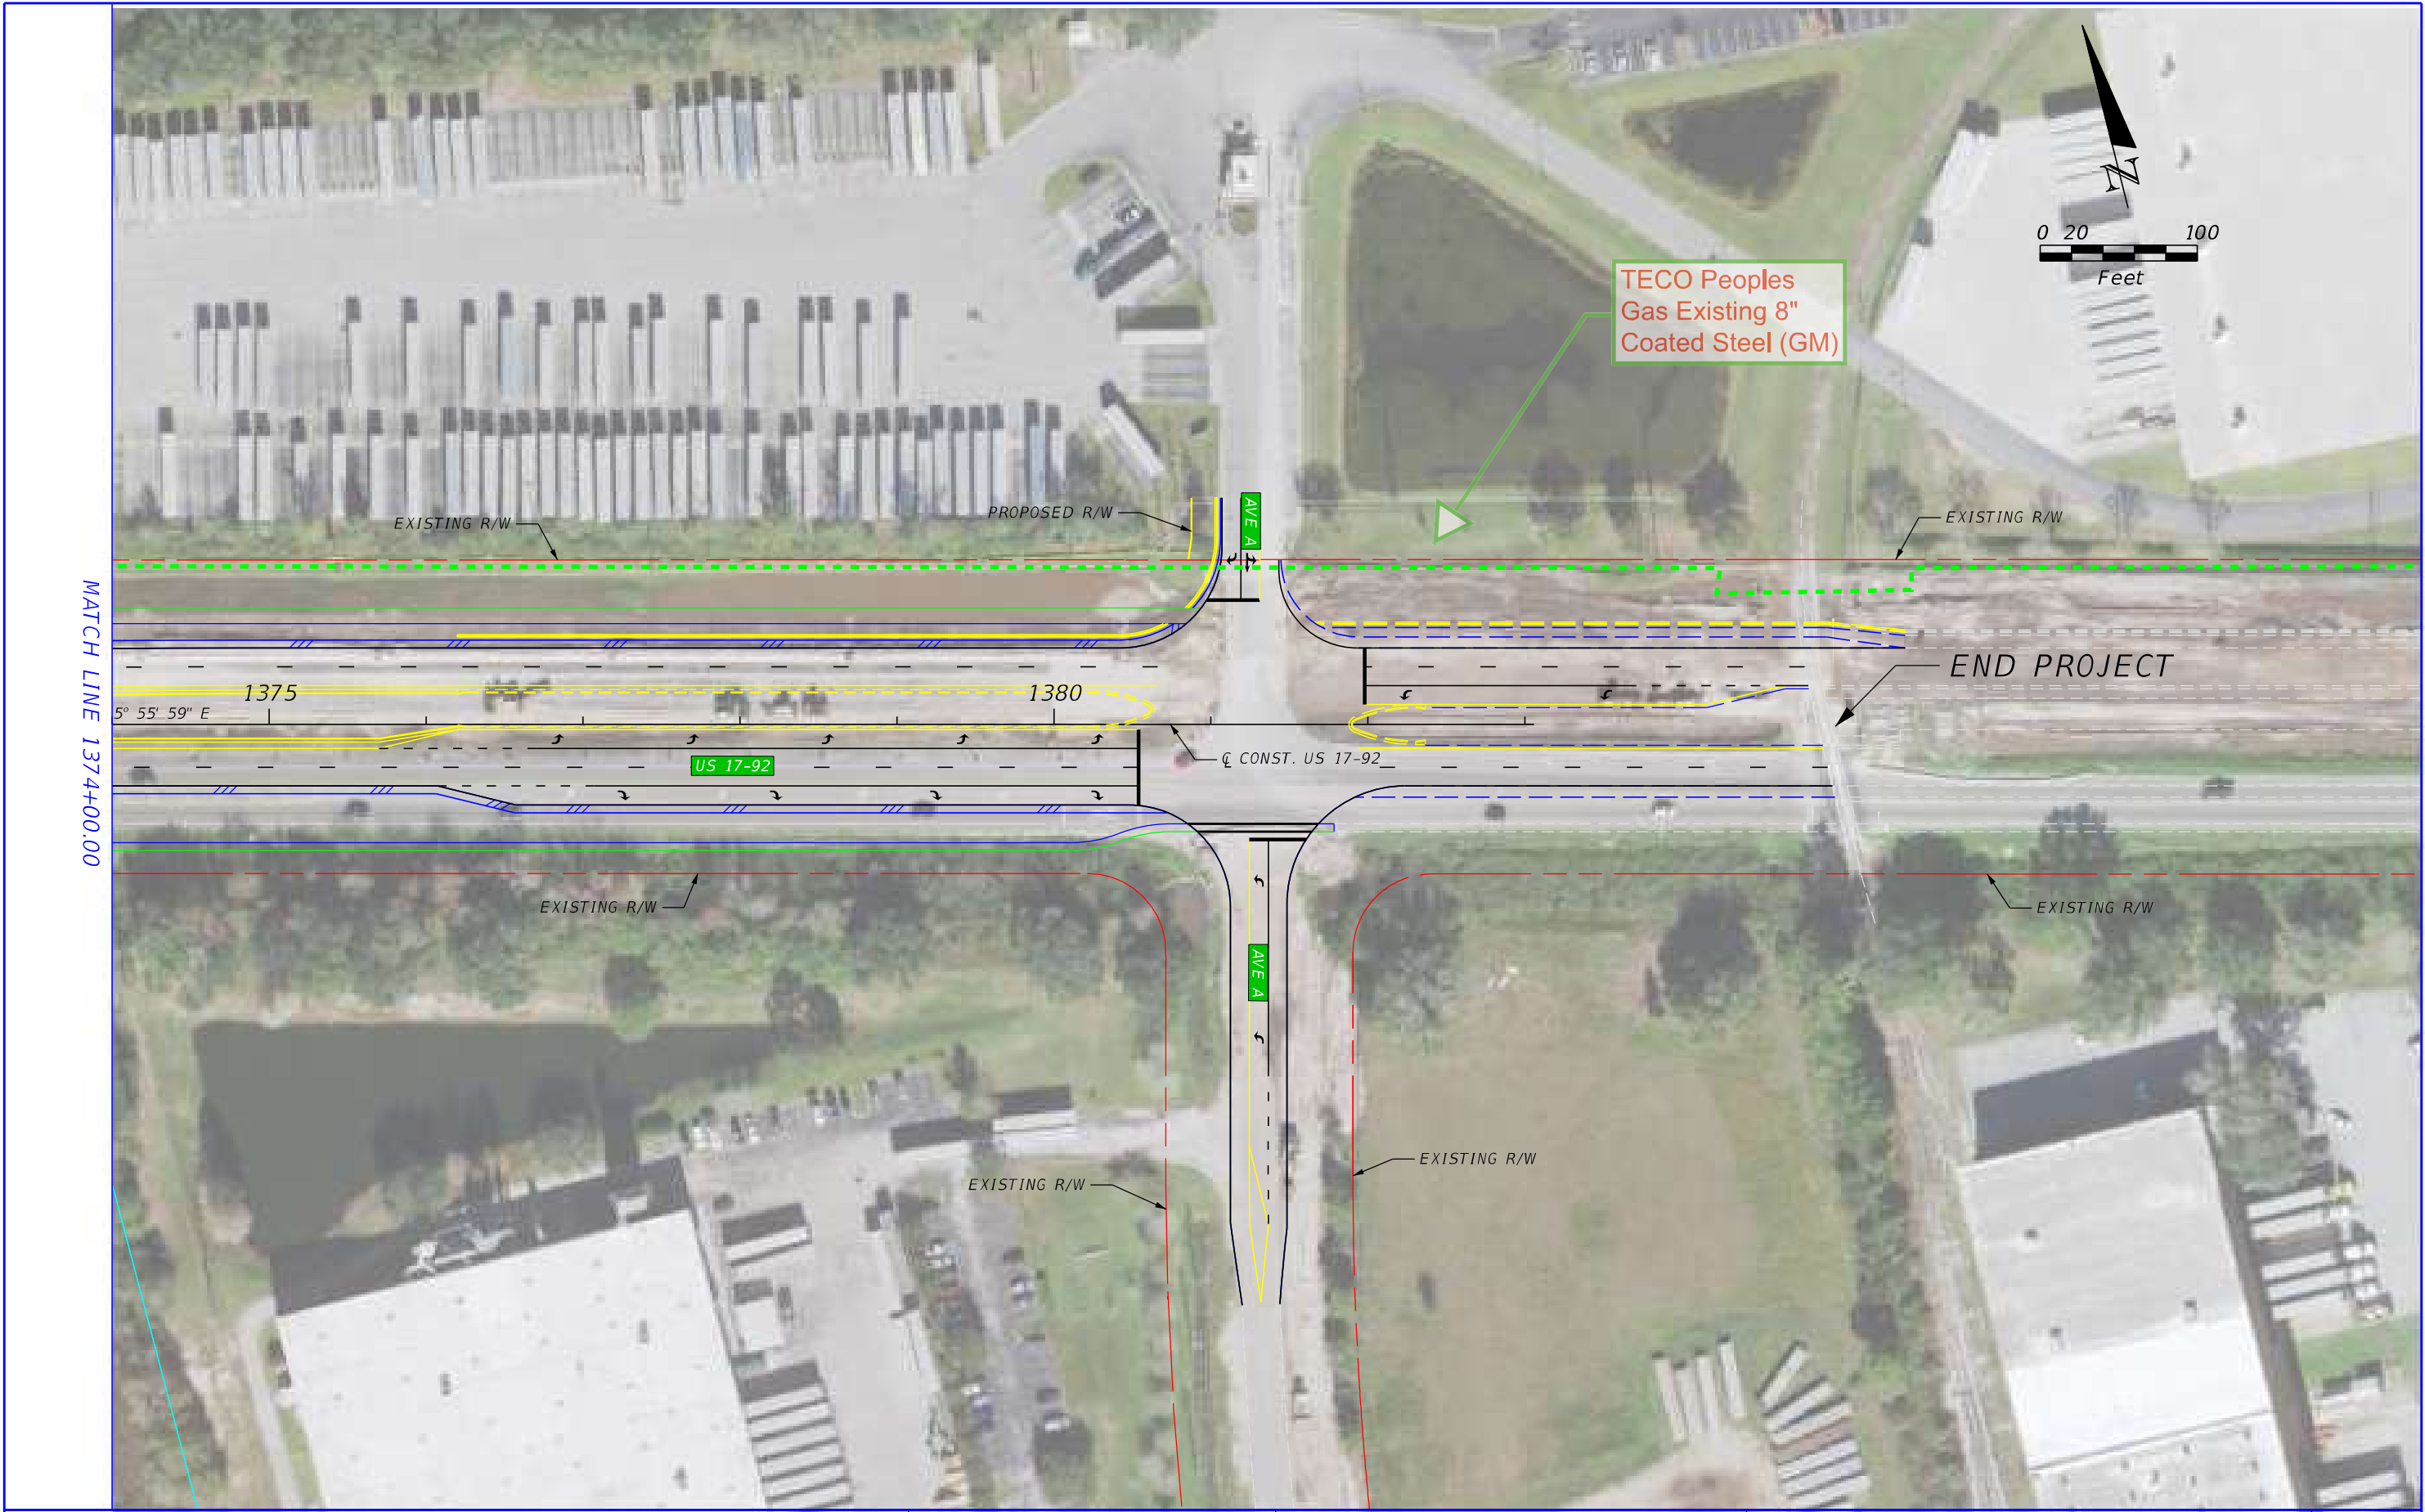 0 20 100
Feet
N
TECO Peoples
Gas Existing 8"
Coated Steel (GM)
EXISTING R/W
PROPOSED R/W
AVE A
EXISTING R/W
MATCH LINE 1374+00.00
1375
1380
END PROJECT
5° 55' 59" E
US 17-92
℄ CONST. US 17-92
EXISTING R/W
EXISTING R/W
AVE A
EXISTING R/W
EXISTING R/W